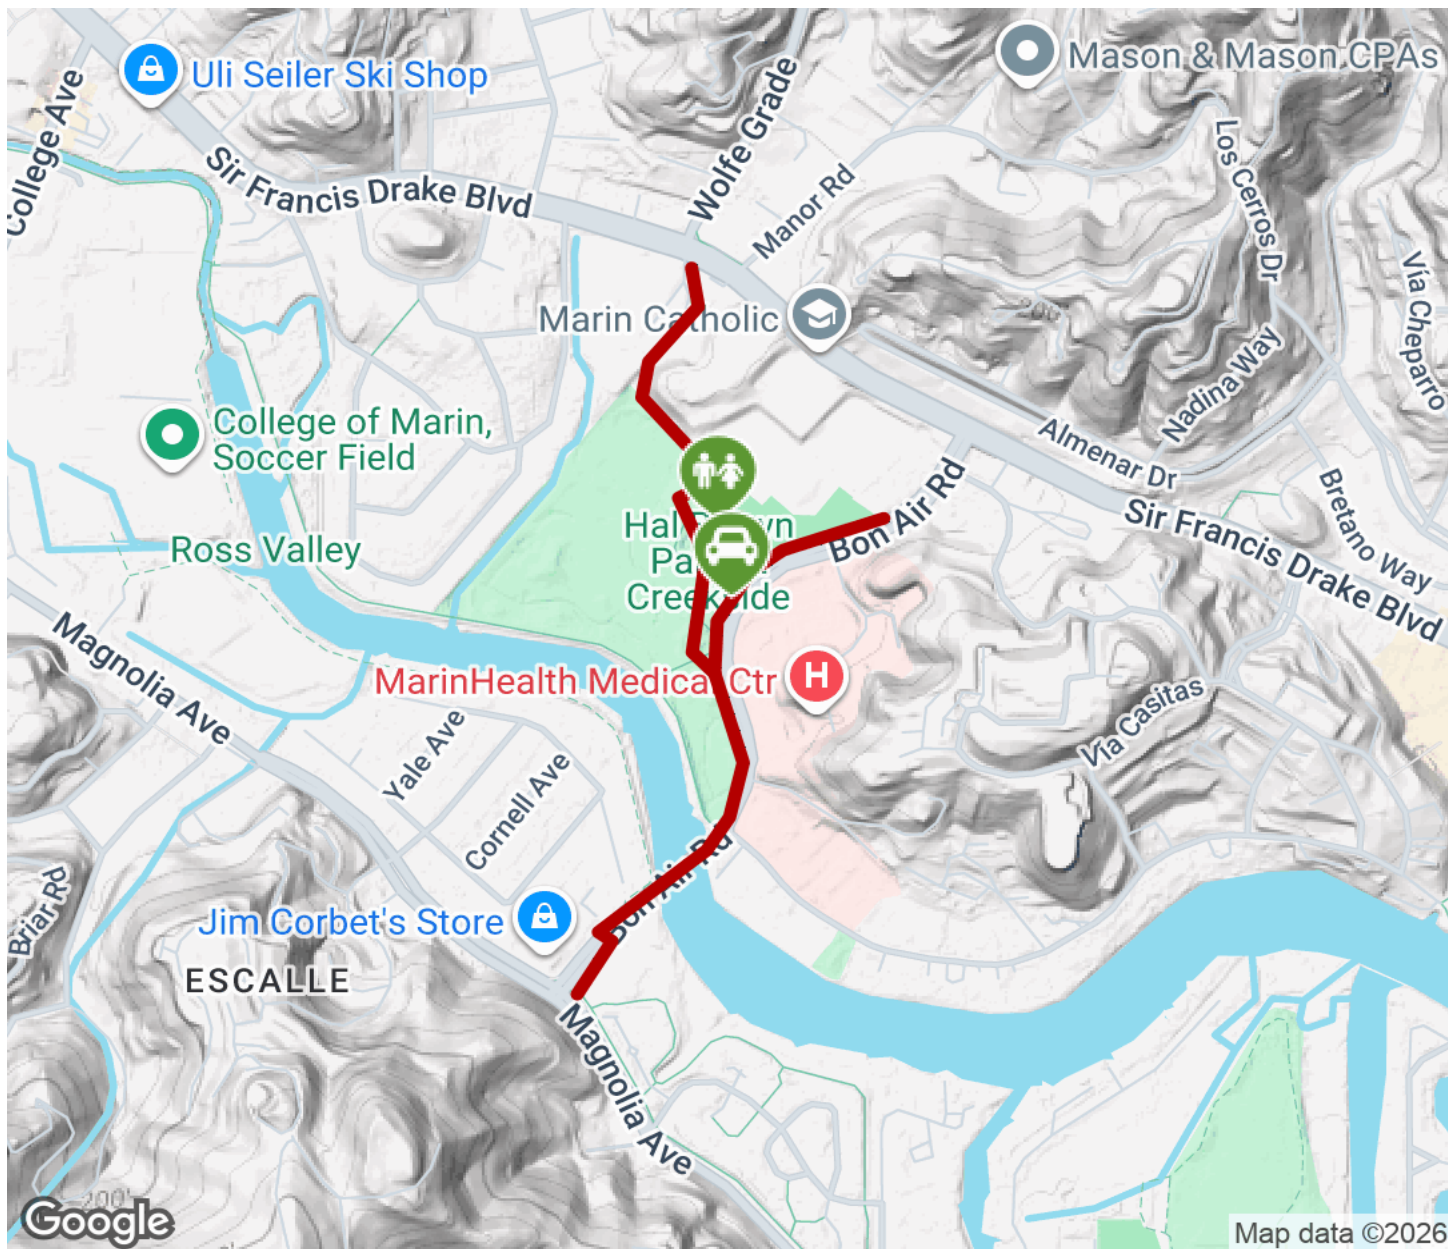 Uli Seiler Ski Shop
Mason & Mason CPAs
College Ave
Wolfe Grade
Sir Francis Drake Blvd
Manor Rd
Los Cerros Dr
Vía Cheparro
Marin Catholic
Nadina Way
College of Marin,
Soccer Field
Almenar Dr
Bretano Way
Sir Francis Drake Blvd
Bon Air Rd
Ross Valley
Creekside
Magnolia Ave
MarinHealth Medical Ctr
H
Vía Casitas
Yale Ave
Cornell Ave
Bon Air Rd
Briar Rd
Jim Corbet's Store
ESCALLE
Magnolia Ave
200'
Google
Map data ©2026